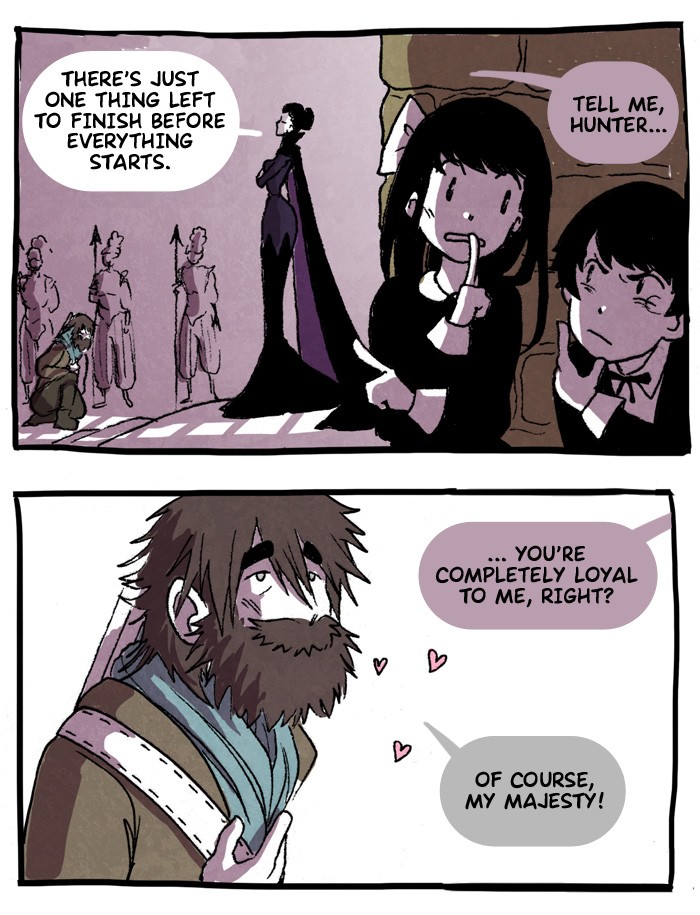 THERE'S JUST
ONE THING LEFT
TO FINISH BEFORE
EVERYTHING
STARTS.
TELL ME,
HUNTER...
... YOU'RE
COMPLETELY LOYAL
TO ME, RIGHT?
OF COURSE,
MY MAJESTY!